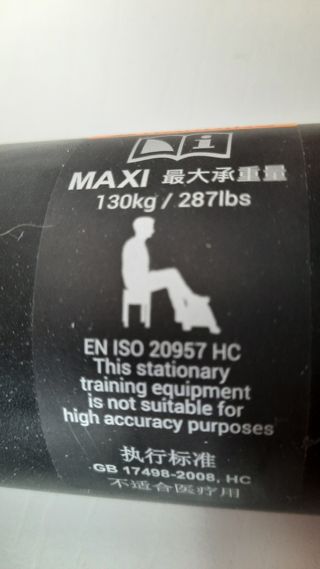 MAXI 最大承重量
130kg / 287lbs
EN ISO 20957 HC
This stationary
training equipment
is not suitable for
high accuracy purposes
执行标准
GB 17498-2008, HC
不适合医疗用